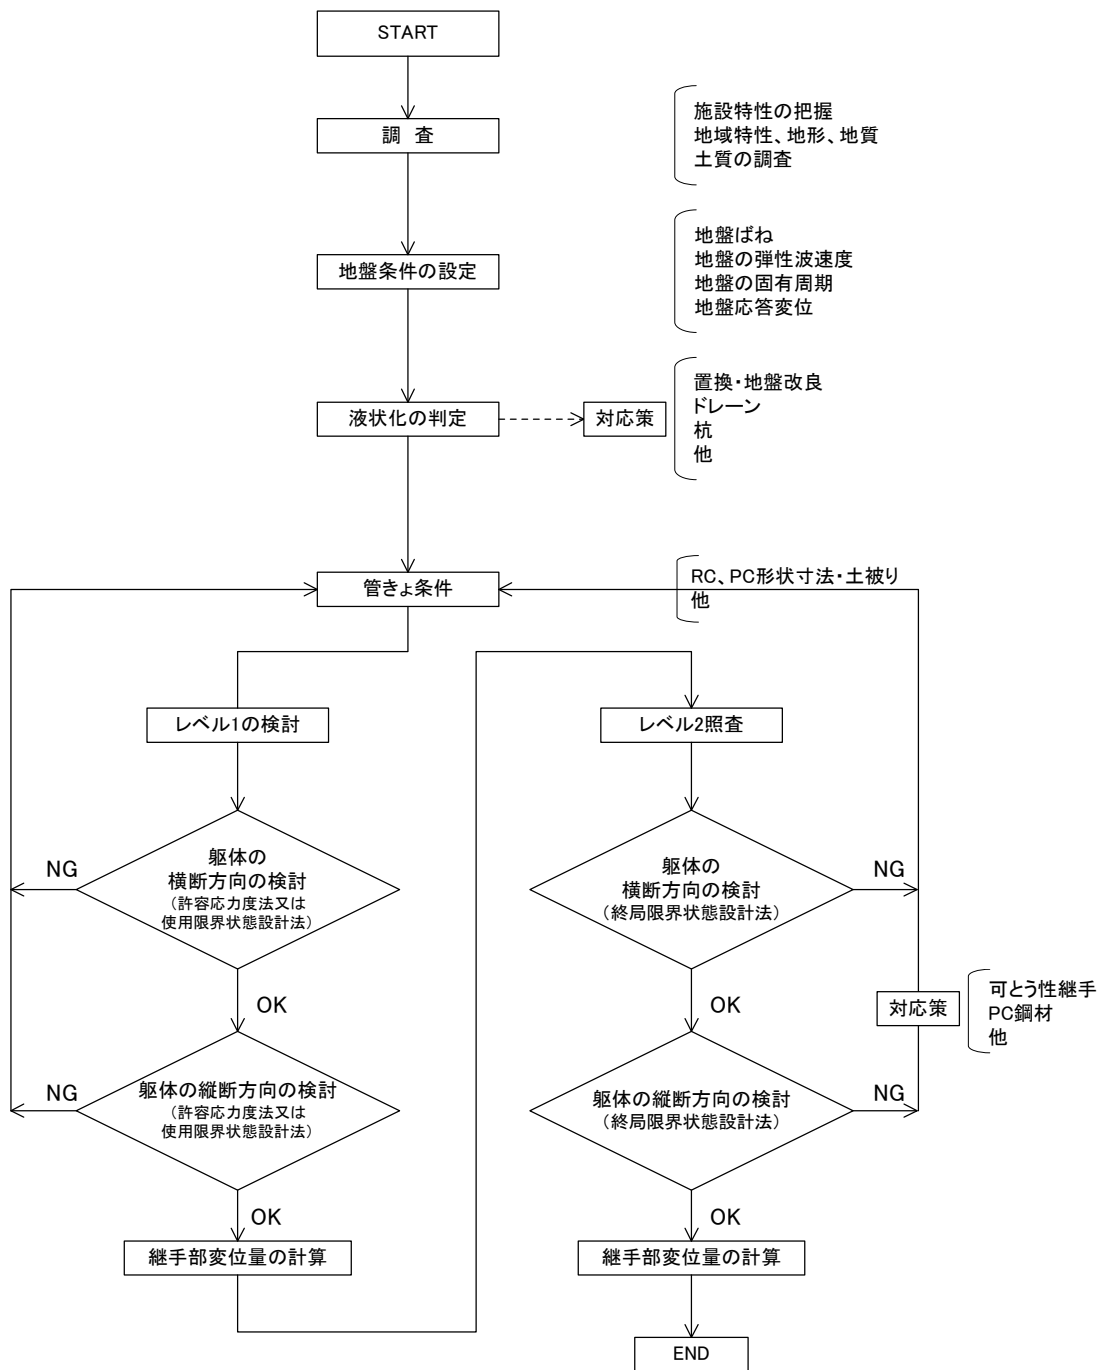 START
調 査
施設特性の把握
地域特性、地形、地質
土質の調査
地盤条件の設定
地盤ばね
地盤の弾性波速度
地盤の固有周期
地盤応答変位
液状化の判定
対応策
置換・地盤改良
ドレーン
杭
他
管きょ条件
RC、PC形状寸法・土被り
他
レベル1の検討
NG
躯体の
横断方向の検討
(許容応力度法又は
使用限界状態設計法)
OK
NG
躯体の縦断方向の検討
(許容応力度法又は
使用限界状態設計法)
OK
継手部変位量の計算
レベル2照査
躯体の
横断方向の検討
(終局限界状態設計法)
NG
OK
対応策
可とう性継手
PC鋼材
他
躯体の縦断方向の検討
(終局限界状態設計法)
NG
OK
継手部変位量の計算
END